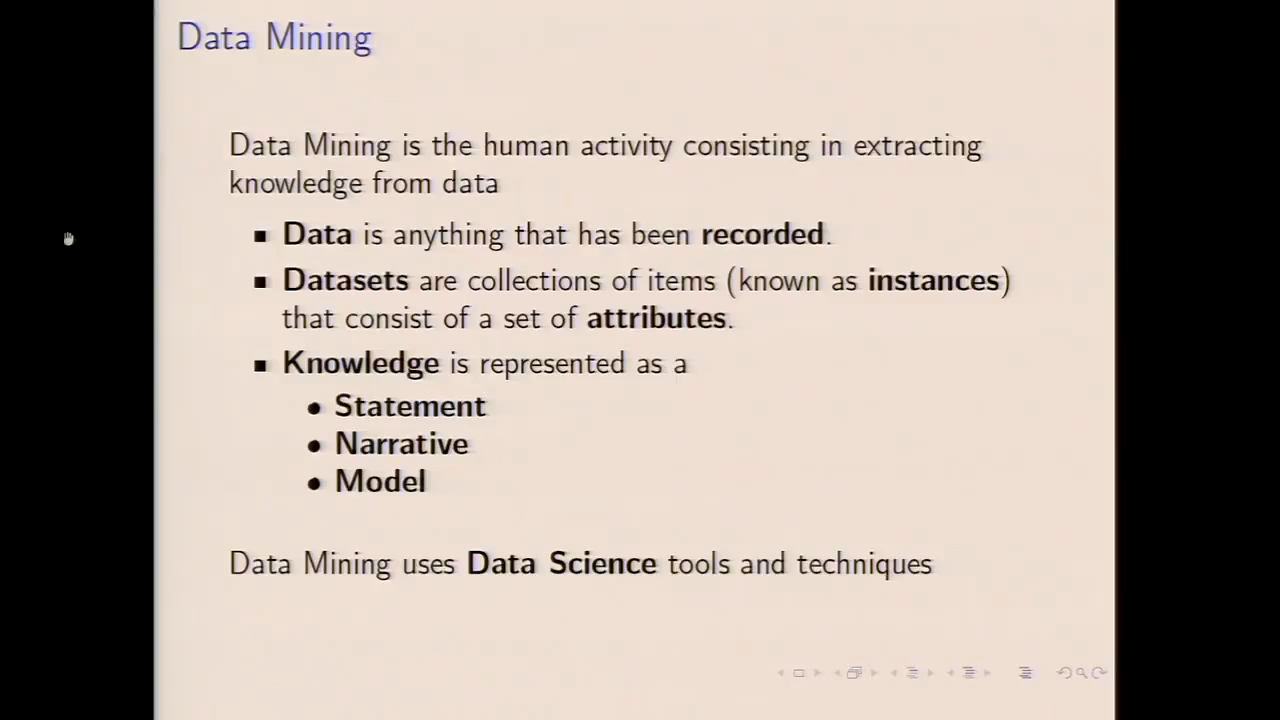 Data Mining
Data Mining is the human activity consisting in extracting
knowledge from data
Data is anything that has been recorded.
Datasets are collections of items (known as instances)
that consist of a set of attributes.
Knowledge is represented as a
Statement
Narrative
Model
Data Mining uses Data Science tools and techniques